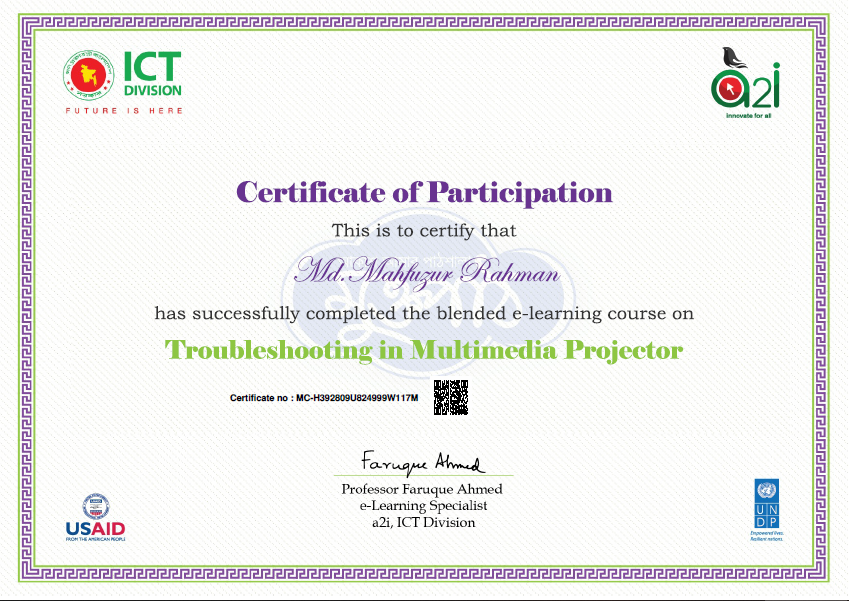 ICT
DIVISION
FUTURE IS HERE
a2i
innovate for all
Certificate of Participation
This is to certify that
Md. Mahfuzur Rahman
মুক্তপাঠ
has successfully completed the blended e-learning course on
Troubleshooting in Multimedia Projector
Certificate no : MC-H392809U824999W117M
Faruque Ahmed
Professor Faruque Ahmed
e-Learning Specialist
a2i, ICT Division
USAID
FROM THE AMERICAN PEOPLE
U N
D P
Empowered lives.
Resilient nations.